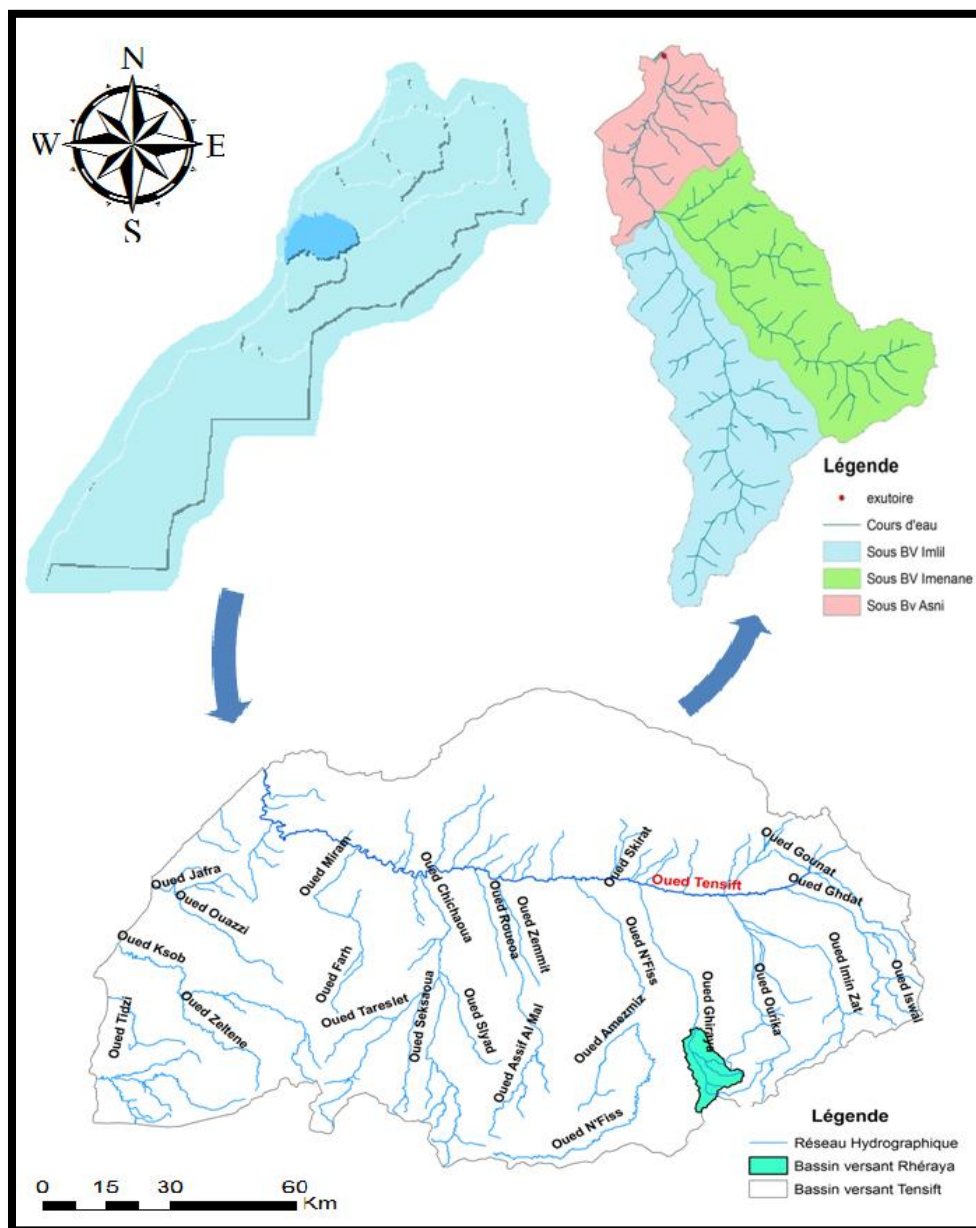 N
W E
S
Légende
exutoire
Cours d'eau
Sous BV Imlil
Sous BV Imenane
Sous Bv Asni
Oued Jafra
Oued Ouazzi
Oued Ksob
Oued Tidzi
Oued Zeltene
Oued Miram
Oued Farh
Oued Tareslet
Oued Chichaoua
Oued Seksaoua
Oued Slyad
Oued Roueoa
Oued Zemmit
Oued Assif Al Mal
Oued Skirat
Oued Tensift
Oued N'Fiss
Oued Amezmiz
Oued N'Fiss
Oued Ghiraya
Oued Ourika
Oued Gounat
Oued Ghdat
Oued Imin Zat
Oued Iswal
Légende
Réseau Hydrographique
Bassin versant Rhéraya
Bassin versant Tensift
0 15 30 60
Km